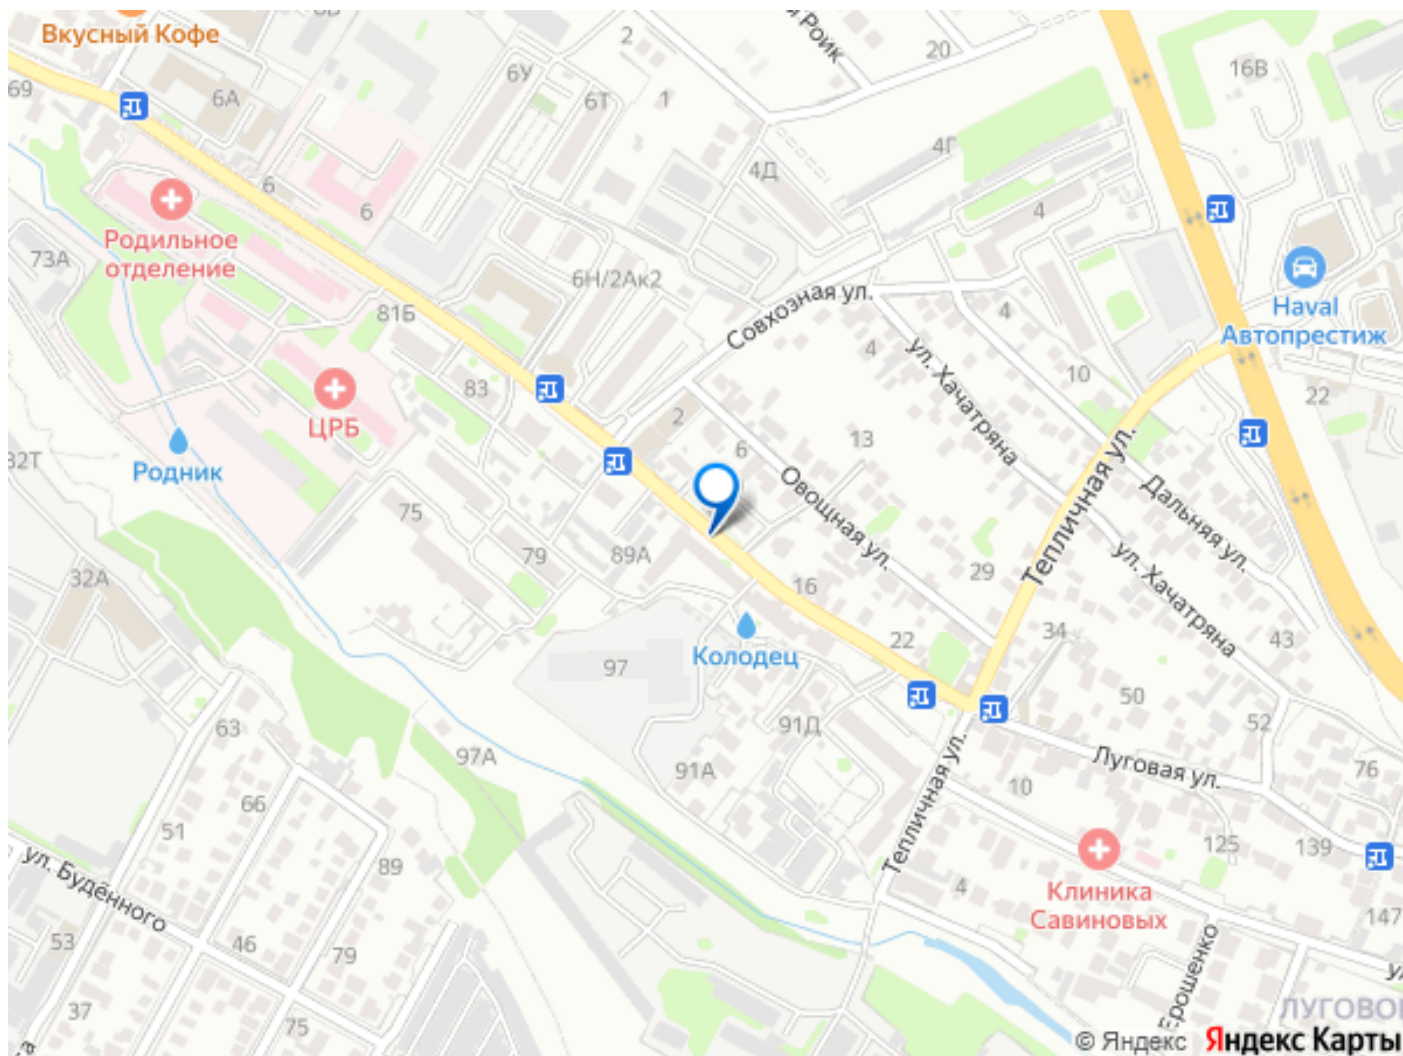 Вкусный Кофе
69
6А
6У
6Т
2
1
я Роик
20
4Г
4Д
16В
6
6
4
Родильное
отделение
73А
81Б
6Н/2Ак2
Совхозная ул.
4
4
Haval
Автопрестиж
83
ЦРБ
2
6
13
ул. Хачатряна
10
22
Родник
32Т
75
79
89А
Овощная ул.
29
Тепличная ул.
Дальняя ул.
ул. Хачатряна
32А
16
22
34
43
Колодец
97
91Д
91А
50
52
63
97А
66
51
89
Луговая ул.
10
76
Тепличная ул.
125
139
ул. Будённого
53
46
79
37
75
4
Клиника
Савиновых
147
Ерошенко
ЛУГОВО
© Яндекс Яндекс Карты